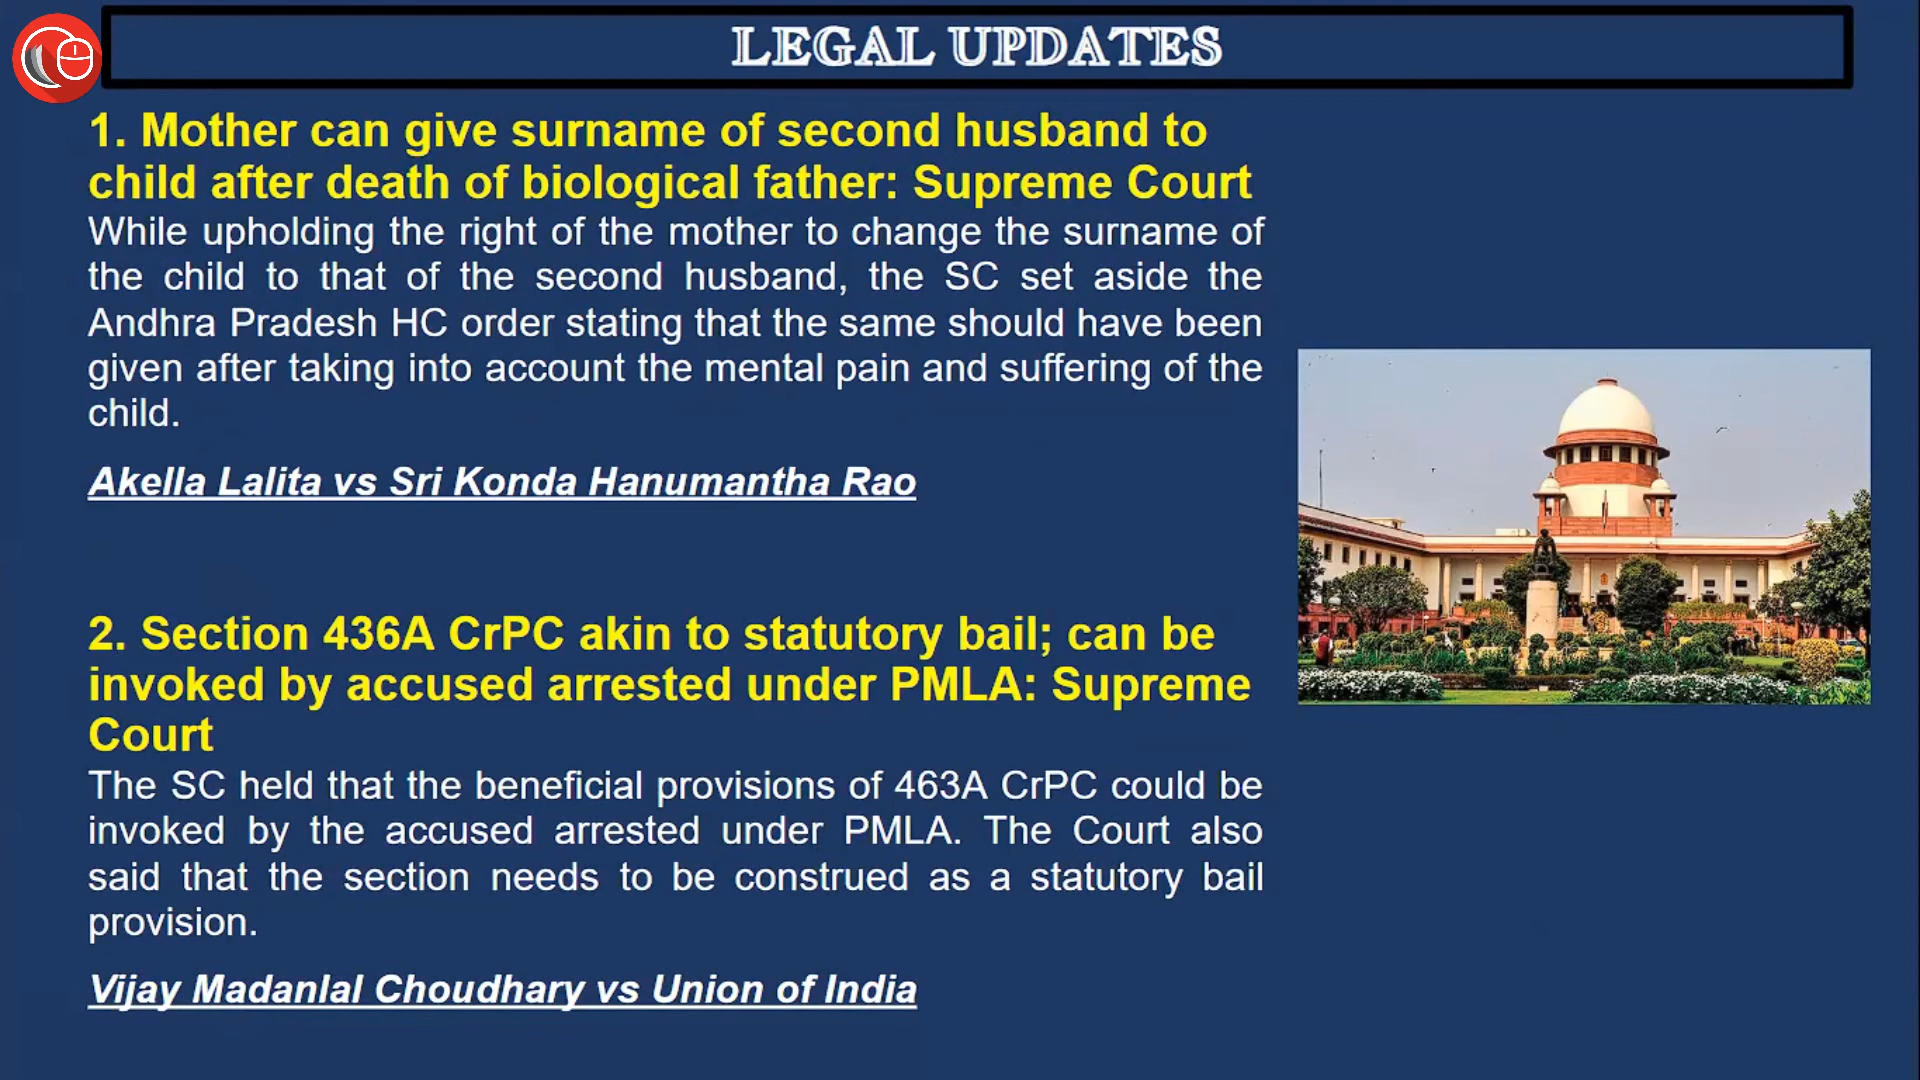 LEGAL UPDATES
1. Mother can give surname of second husband to
child after death of biological father: Supreme Court
While upholding the right of the mother to change the surname of
the child to that of the second husband, the SC set aside the
Andhra Pradesh HC order stating that the same should have been
given after taking into account the mental pain and suffering of the
child.
Akella Lalita vs Sri Konda Hanumantha Rao
2. Section 436A CrPC akin to statutory bail; can be
invoked by accused arrested under PMLA: Supreme
Court
The SC held that the beneficial provisions of 463A CrPC could be
invoked by the accused arrested under PMLA. The Court also
said that the section needs to be construed as a statutory bail
provision.
Vijay Madanlal Choudhary vs Union of India